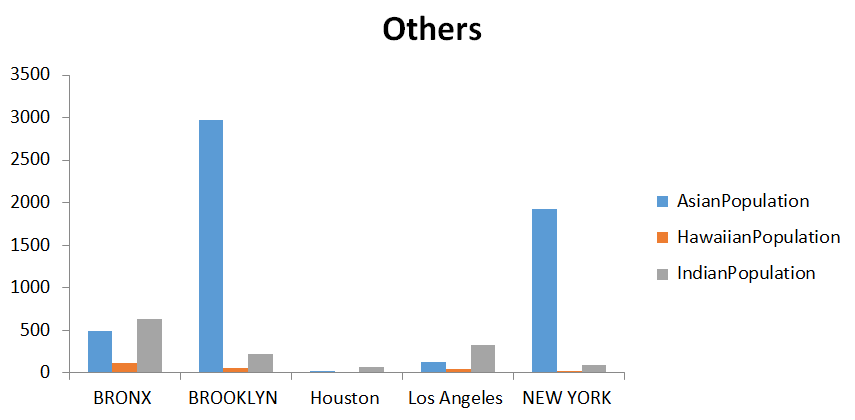 Others
3500
3000
2500
2000
1500
1000
500
0
BRONX BROOKLYN Houston Los Angeles NEW YORK
AsianPopulation
HawaiianPopulation
IndianPopulation